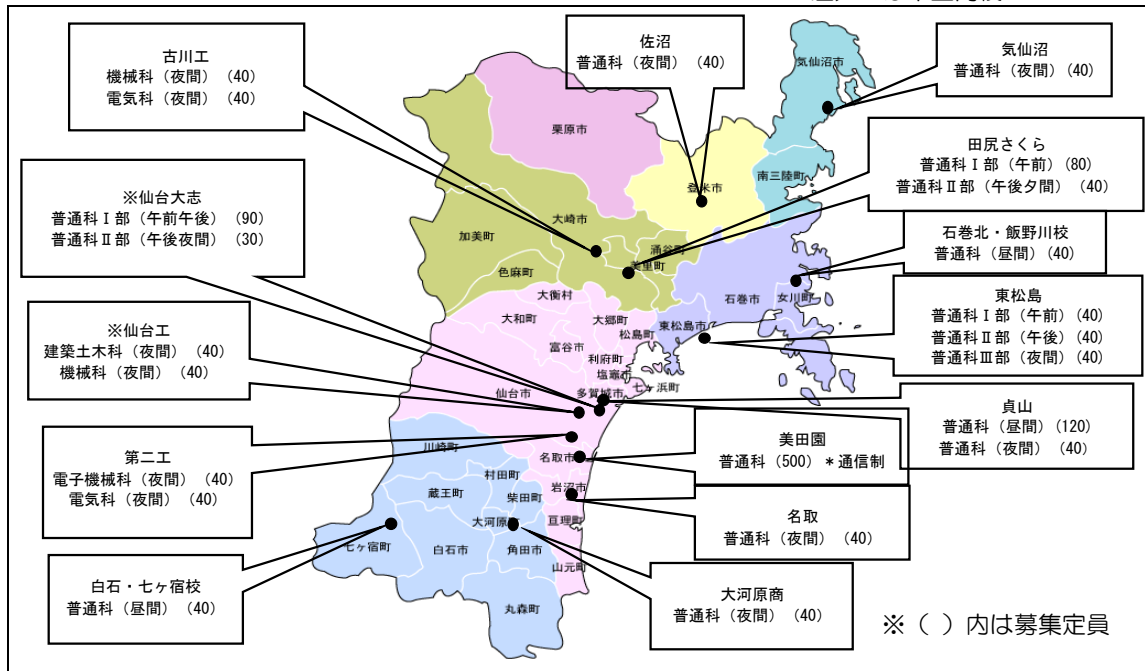 古川工
機械科（夜間）（40）
電気科（夜間）（40）
佐沼
普通科（夜間）（40）
気仙沼
普通科（夜間）（40）
田尻さくら
普通科Ⅰ部（午前）（80）
普通科Ⅱ部（午後夕間）（40）
※仙台大志
普通科Ⅰ部（午前午後）（90）
普通科Ⅱ部（午後夜間）（30）
石巻北・飯野川校
普通科（昼間）（40）
東松島
普通科Ⅰ部（午前）（40）
普通科Ⅱ部（午後）（40）
普通科Ⅲ部（夜間）（40）
※仙台工
建築土木科（夜間）（40）
機械科（夜間）（40）
貞山
普通科（昼間）（120）
普通科（夜間）（40）
第二工
電子機械科（夜間）（40）
電気科（夜間）（40）
美田園
普通科（500）＊通信制
名取
普通科（夜間）（40）
白石・七ヶ宿校
普通科（昼間）（40）
大河原商
普通科（夜間）（40）
※（ ）内は募集定員
気仙沼市
栗原市
南三陸町
登米市
大崎市
加美町
涌谷町
美里町
色麻町
石巻市
女川町
大衡村
大和町
大郷町
松島町
東松島市
富谷市
利府町
塩竈市
七ヶ浜町
多賀城市
仙台市
川崎町
名取市
村田町
岩沼市
蔵王町
柴田町
大河原町
亘理町
七ヶ宿町
白石市
角田市
山元町
丸森町